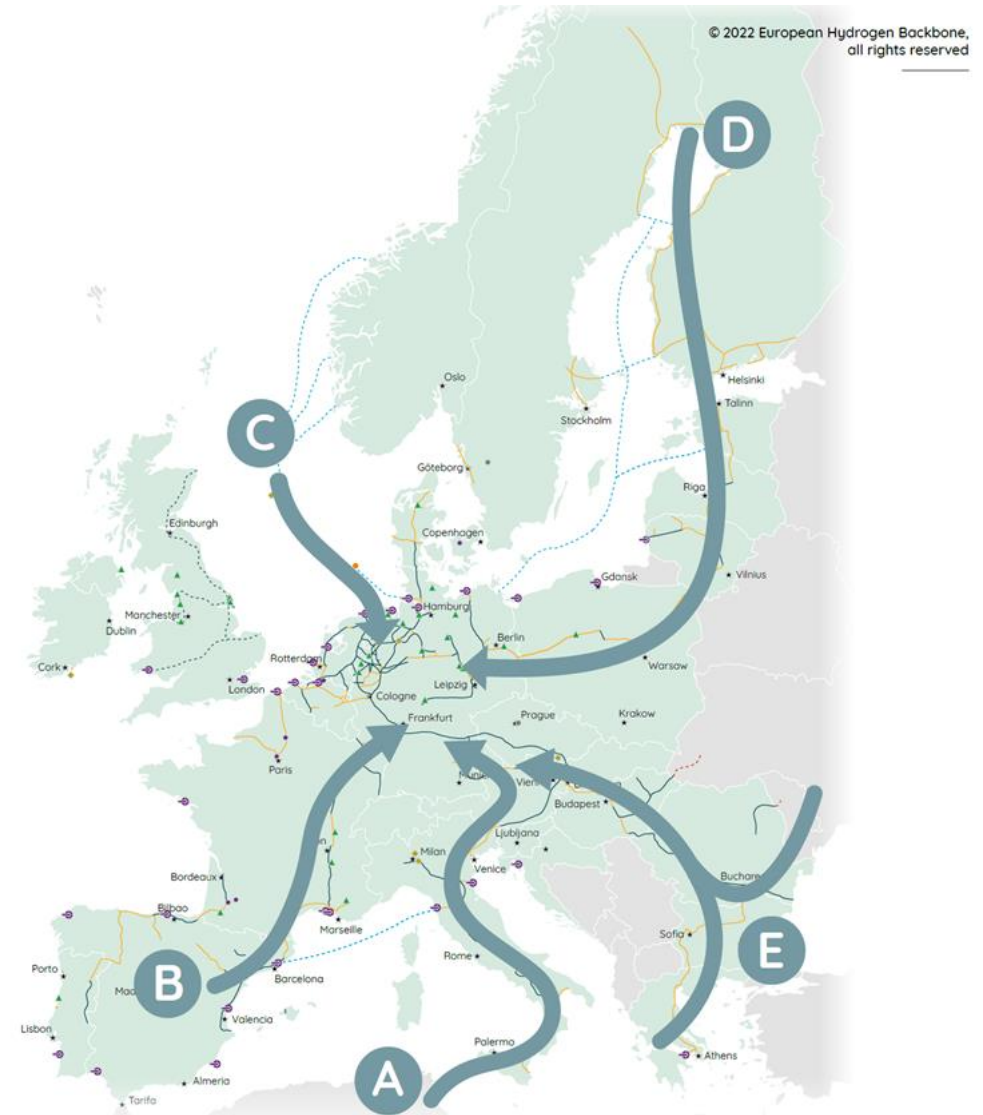 © 2022 European Hydrogen Backbone,
all rights reserved
D
Oslo
Helsinki
Talinn
Stockholm
C
Göteborg
Riga
Edinburgh
Copenhagen
Vilnius
Gdansk
Manchester
Hamburg
Dublin
Berlin
Rotterdam
Warsaw
Cork
London
Leipzig
Cologne
Frankfurt
Prague
Krakow
Paris
Budapest
Ljubljana
Milan
Venice
Bordeaux
Bilbao
Marseille
Sofia
E
Rome
Porto
B
Barcelona
Valencia
Lisbon
Palermo
Athens
A
Almeria
Tarifa